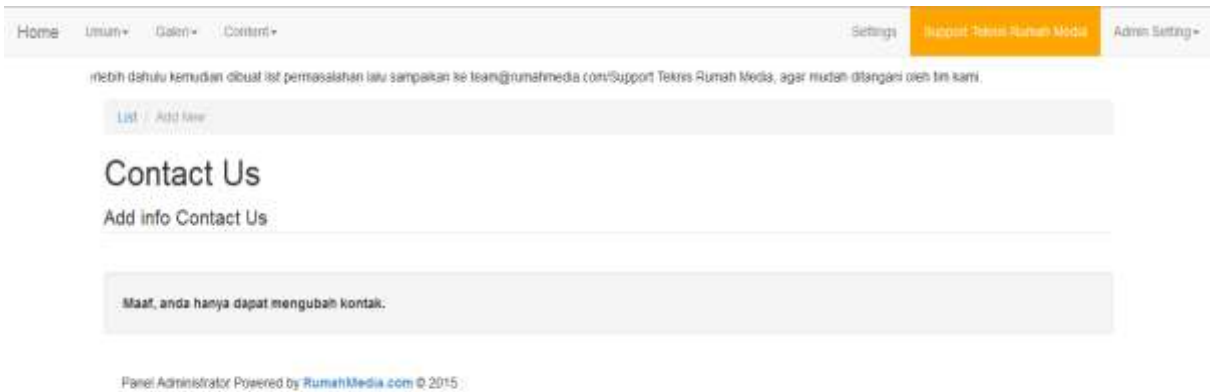 Home Umum Galeri Content Settings Support Teknis Rumah Media Admin Setting
rlebih dahulu kemudian dibuat list permasalahan lalu sampaikan ke team@rumahmedia.com/Support Teknis Rumah Media, agar mudah ditangani oleh tim kami.
List / Add New
Contact Us
Add info Contact Us
Maaf, anda hanya dapat mengubah kontak.
Panel Administrator Powered by RumahMedia.com © 2015